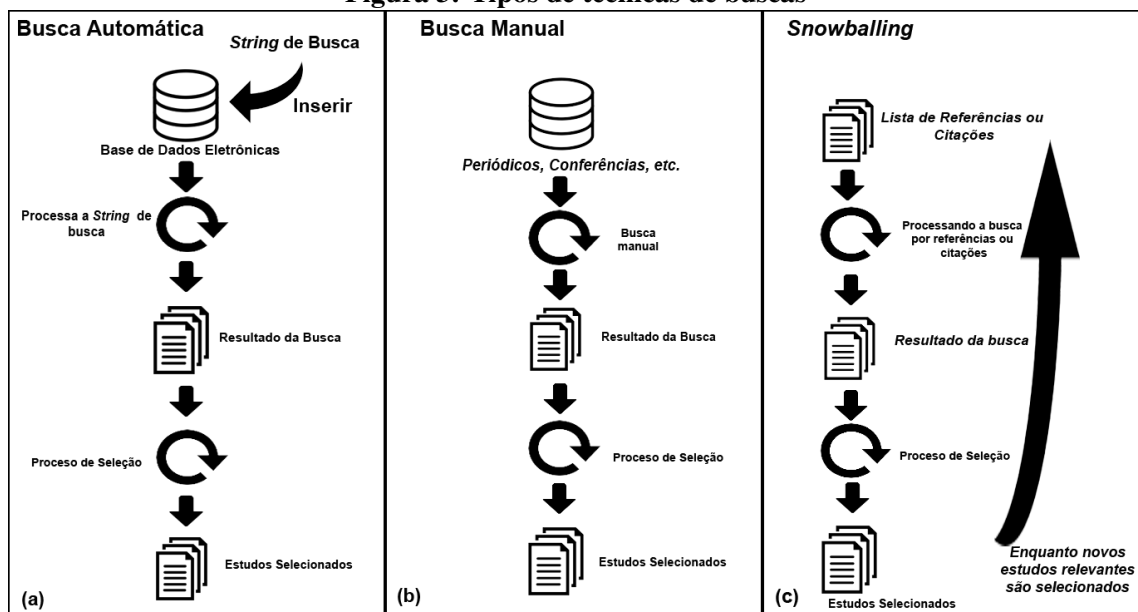 Figura 3. Tipos de técnicas de buscas
Busca Automática
String de Busca
Inserir
Base de Dados Eletrônicas
Processa a String de
busca
Resultado da Busca
Proceso de Seleção
Estudos Selecionados
(a)
Busca Manual
Periódicos, Conferências, etc.
Busca
manual
Resultado da Busca
Proceso de Seleção
Estudos Selecionados
(b)
Snowballing
Lista de Referências ou
Citações
Processando a busca
por referências ou
citações
Resultado da busca
Proceso de Seleção
Enquanto novos
estudos relevantes
são selecionados
Estudos Selecionados
(c)